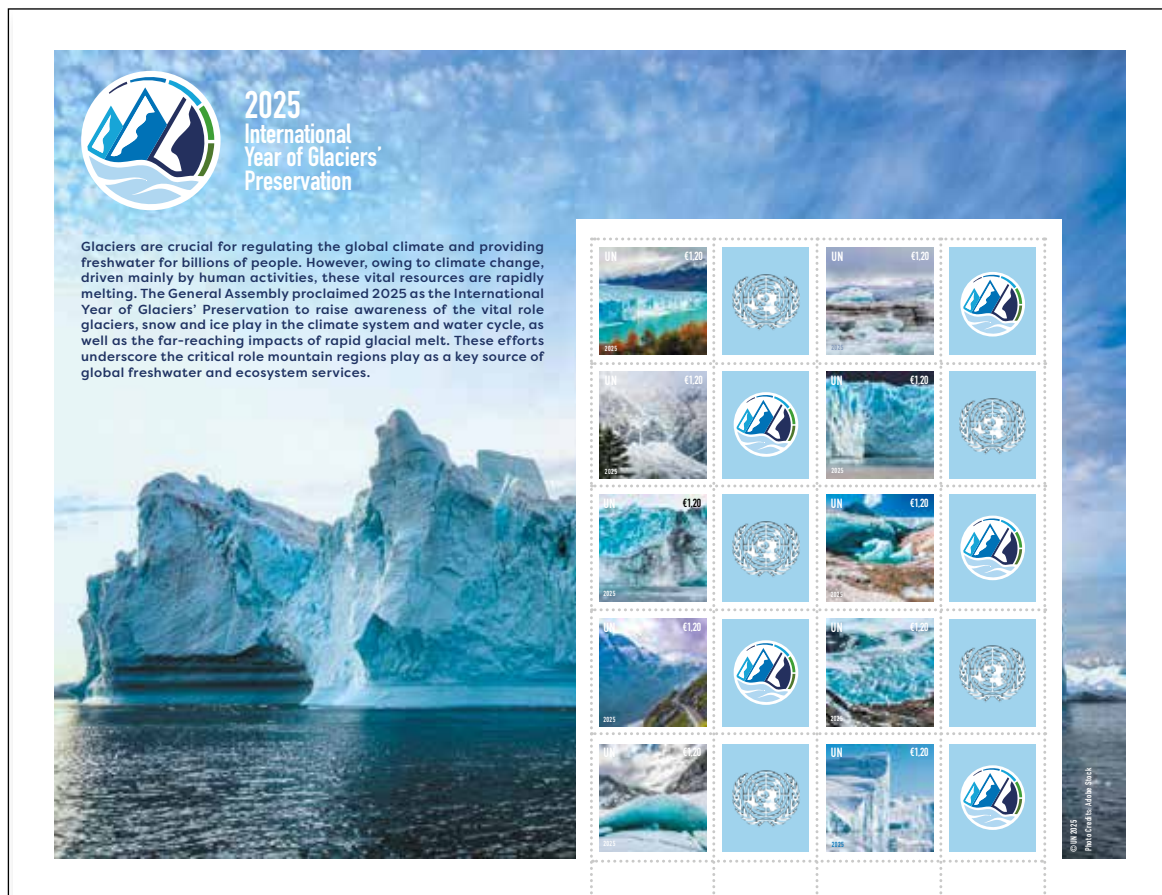 2025
International
Year of Glaciers’
Preservation
Glaciers are crucial for regulating the global climate and providing
freshwater for billions of people. However, owing to climate change,
driven mainly by human activities, these vital resources are rapidly
melting. The General Assembly proclaimed 2025 as the International
Year of Glaciers’ Preservation to raise awareness of the vital role
glaciers, snow and ice play in the climate system and water cycle, as
well as the far-reaching impacts of rapid glacial melt. These efforts
underscore the critical role mountain regions play as a key source of
global freshwater and ecosystem services.
UN €1,20
2025
UN €1,20
2025
UN €1,20
2025
UN €1,20
2025
UN €1,20
2025
UN €1,20
2025
UN €1,20
2025
UN €1,20
2025
UN €1,20
2025
UN €1,20
2025
© UN 2025
Photo Credit: Adobe Stock